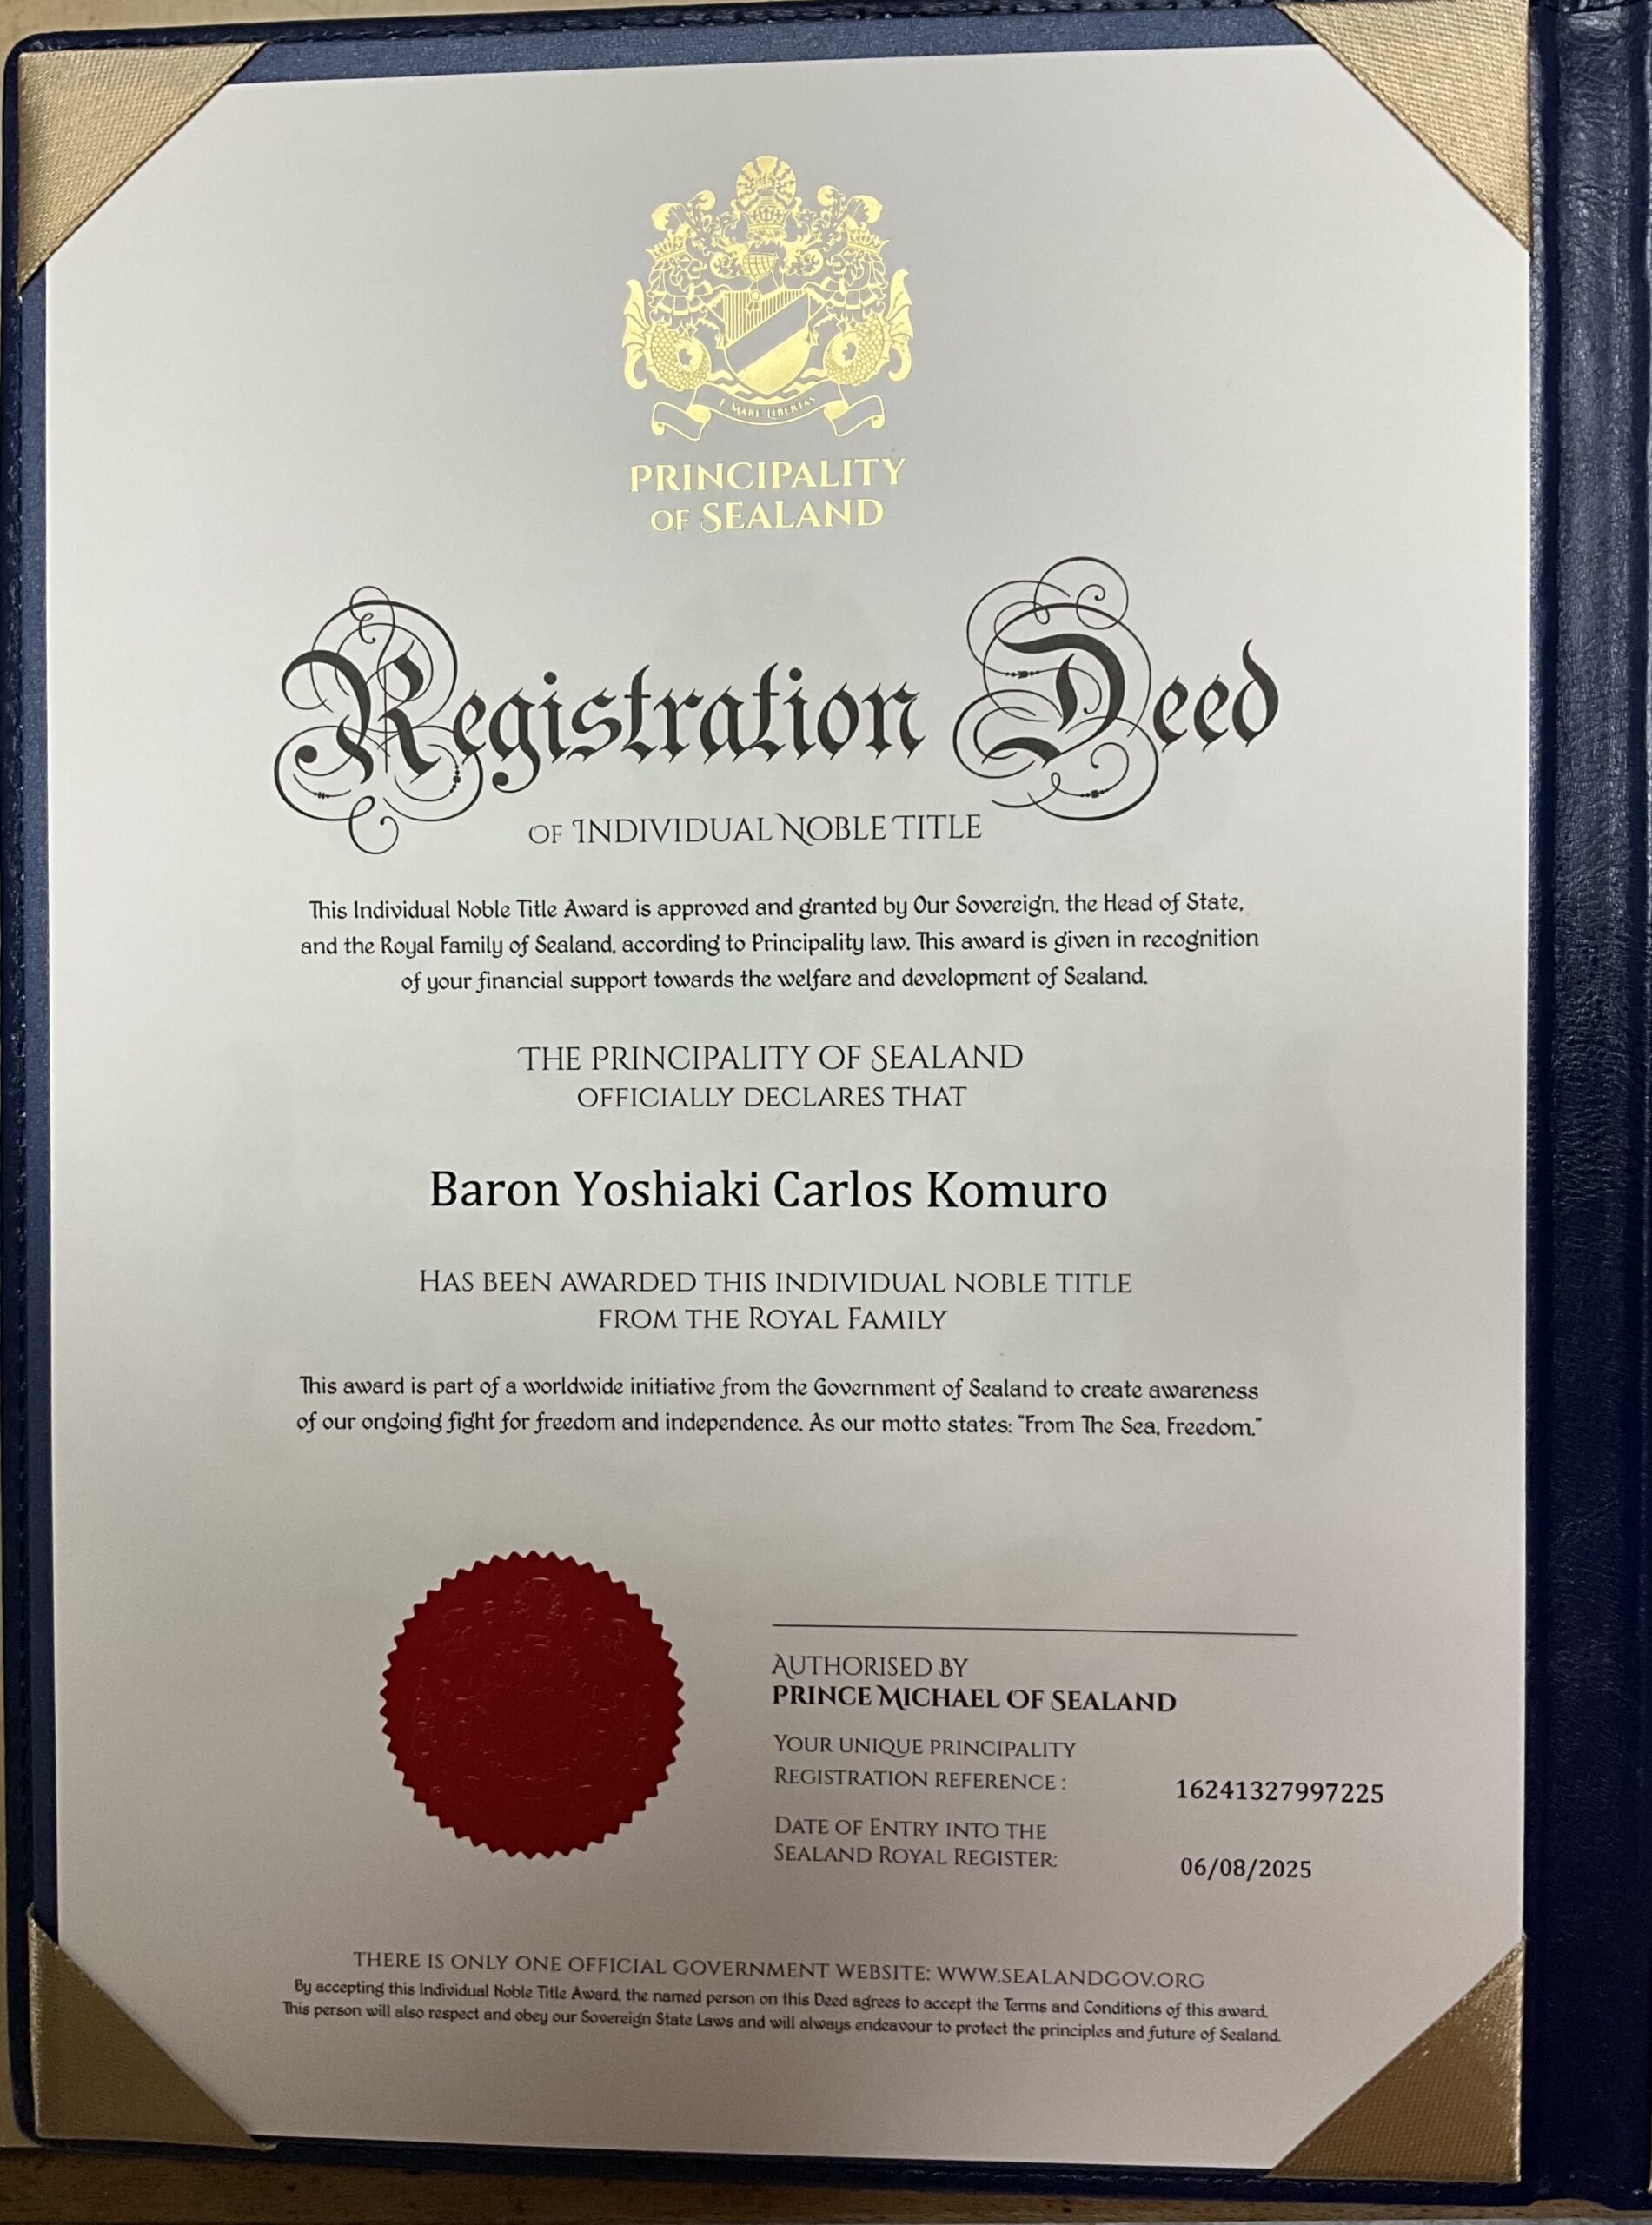 E MARE LIBERTAS
PRINCIPALITY
OF SEALAND
Registration Deed
OF INDIVIDUAL NOBLE TITLE
This Individual Noble Title Award is approved and granted by Our Sovereign, the Head of State,
and the Royal Family of Sealand, according to Principality law. This award is given in recognition
of your financial support towards the welfare and development of Sealand.
THE PRINCIPALITY OF SEALAND
OFFICIALLY DECLARES THAT
Baron Yoshiaki Carlos Komuro
HAS BEEN AWARDED THIS INDIVIDUAL NOBLE TITLE
FROM THE ROYAL FAMILY
This award is part of a worldwide initiative from the Government of Sealand to create awareness
of our ongoing fight for freedom and independence. As our motto states: "From The Sea, Freedom."
AUTHORISED BY
PRINCE MICHAEL OF SEALAND
YOUR UNIQUE PRINCIPALITY
REGISTRATION REFERENCE : 16241327997225
DATE OF ENTRY INTO THE
SEALAND ROYAL REGISTER: 06/08/2025
THERE IS ONLY ONE OFFICIAL GOVERNMENT WEBSITE: WWW.SEALANDGOV.ORG
By accepting this Individual Noble Title Award, the named person on this Deed agrees to accept the Terms and Conditions of this award.
This person will also respect and obey our Sovereign State Laws and will always endeavour to protect the principles and future of Sealand.